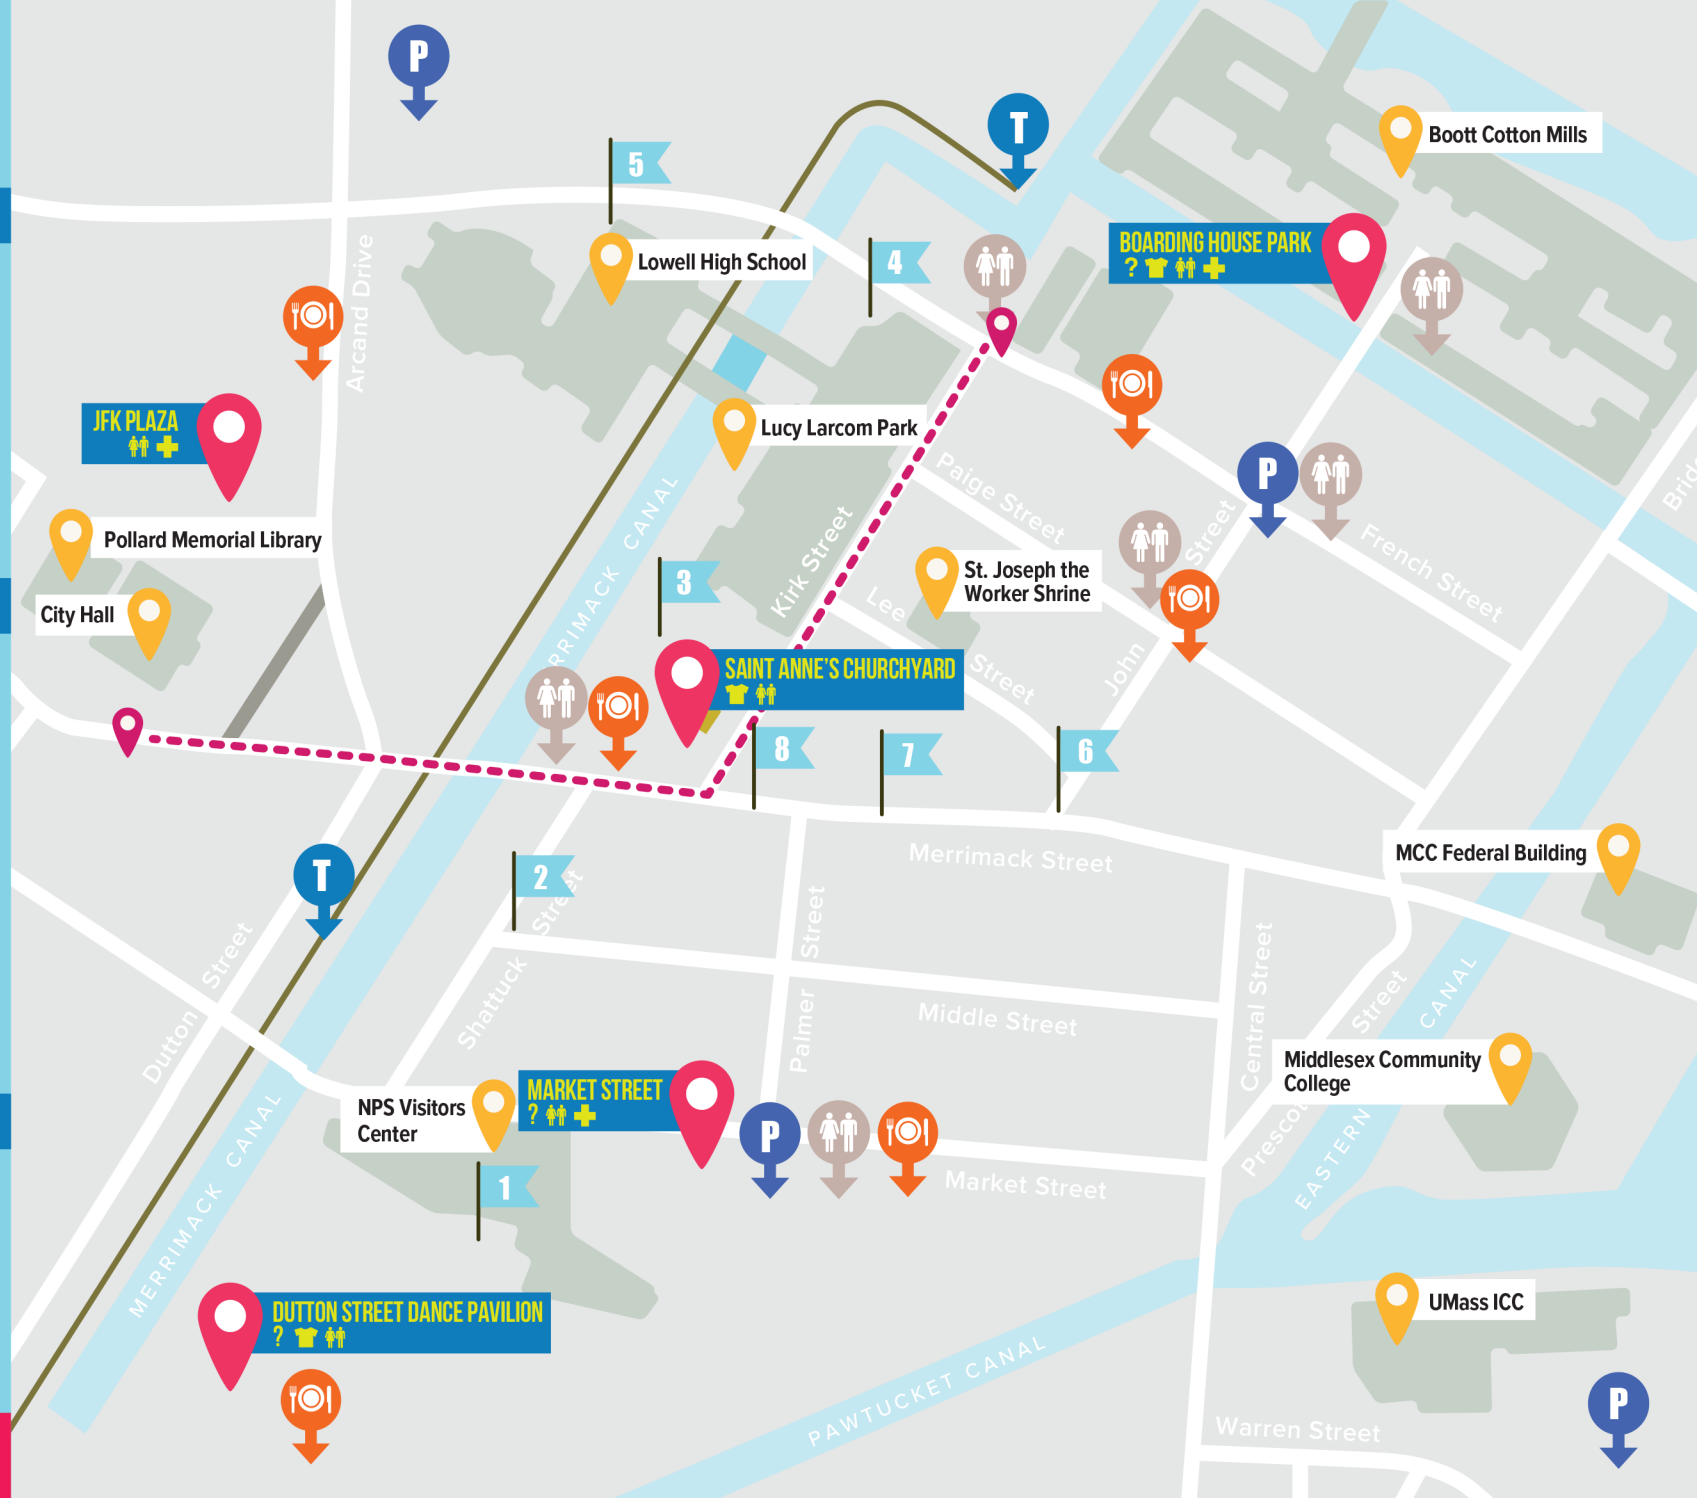 P
T
Boott Cotton Mills
5
BOARDING HOUSE PARK
?
Lowell High School
4
Arcand Drive
JFK PLAZA
Lucy Larcom Park
Paige Street
P
Pollard Memorial Library
MERRIMACK CANAL
Kirk Street
John Street
French Street
St. Joseph the
Worker Shrine
3
City Hall
Lee Street
SAINT ANNE'S CHURCHYARD
8
7
6
Merrimack Street
MCC Federal Building
T
2
Dutton Street
Shattuck Street
Palmer Street
Middle Street
Central Street
Prescott Street
EASTERN CANAL
Middlesex Community
College
NPS Visitors
Center
MARKET STREET
?
P
Market Street
1
MERRIMACK CANAL
DUTTON STREET DANCE PAVILION
?
UMass ICC
PAWTUCKET CANAL
Warren Street
P